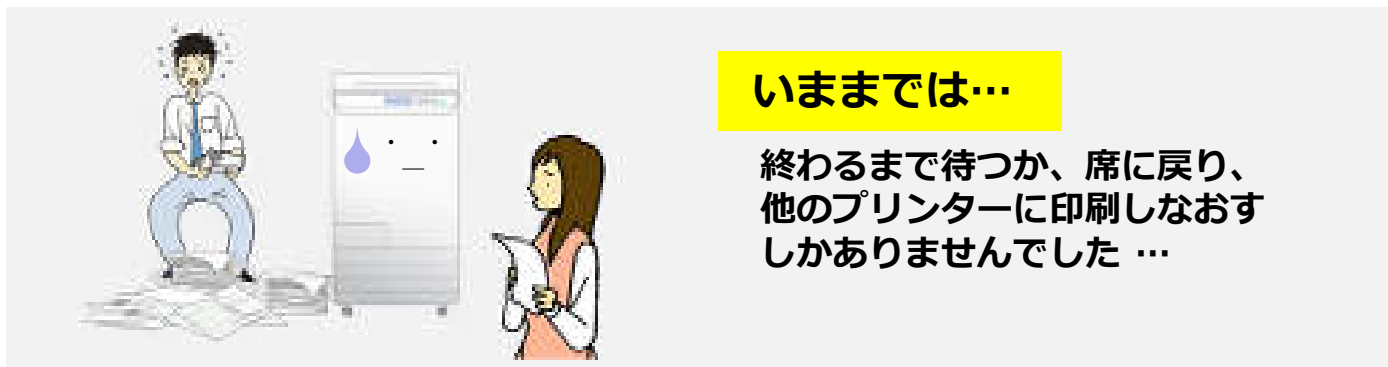 いままでは…
終わるまで待つか、席に戻り、
他のプリンターに印刷しなおす
しかありませんでした …